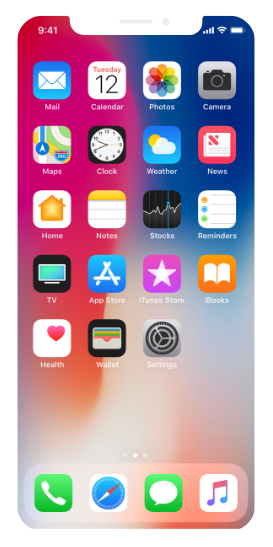 9:41
Mail Calendar Photos Camera
Tuesday
12
Maps Clock Weather News
Home Notes Stocks Reminders
TV App Store iTunes Store iBooks
Health Wallet Settings